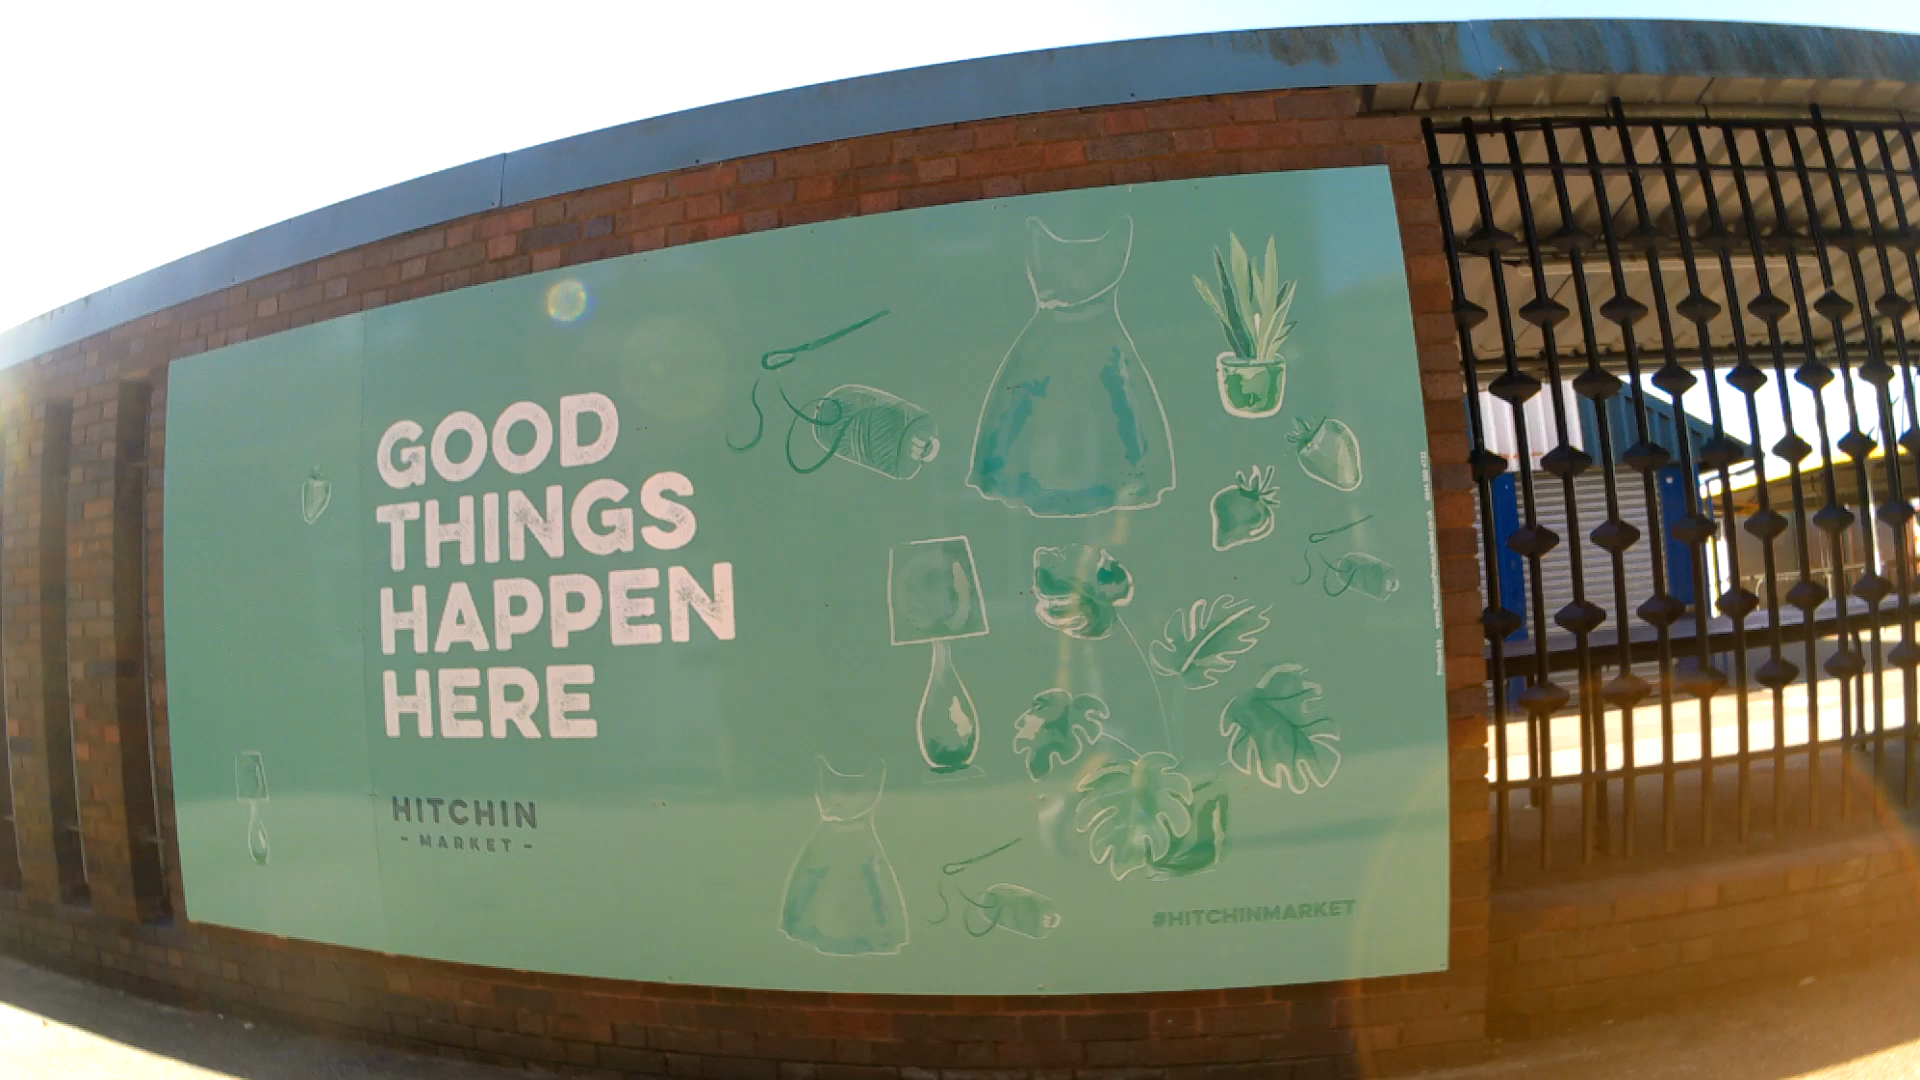 GOOD
THINGS
HAPPEN
HERE
HITCHIN
- MARKET -
#HITCHINMARKET